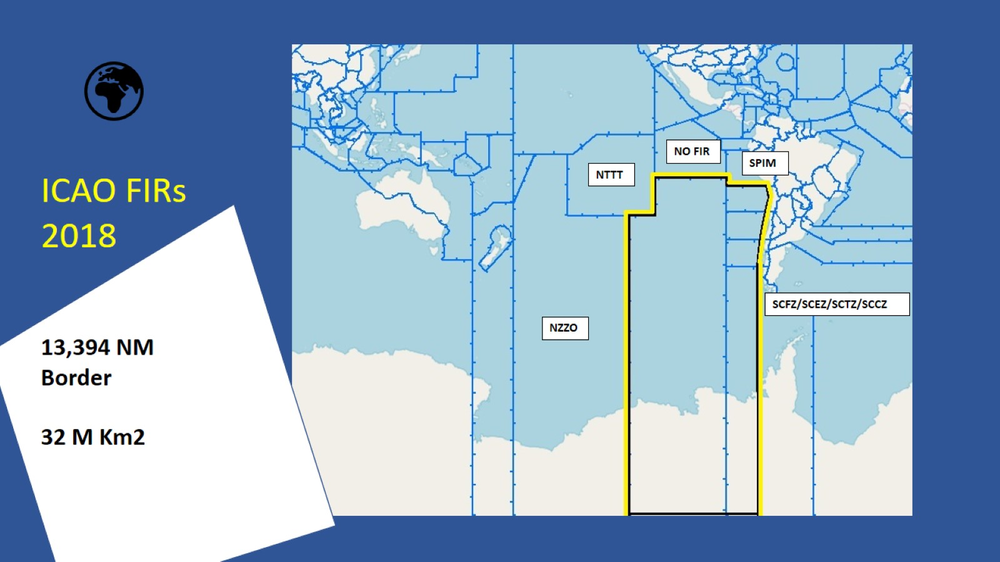 ICAO FIRs
2018
13,394 NM
Border
32 M Km2
NO FIR
SPIM
NTTT
SCFZ/SCEZ/SCTZ/SCCZ
NZZO